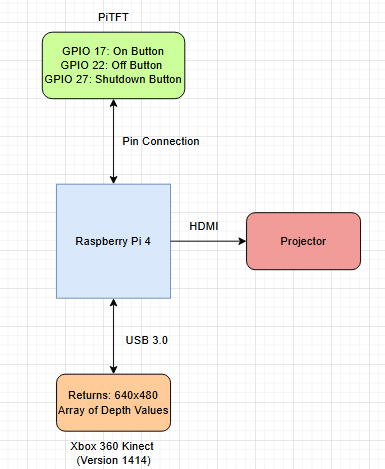 PiTFT
GPIO 17: On Button
GPIO 22: Off Button
GPIO 27: Shutdown Button
Pin Connection
Raspberry Pi 4
HDMI
Projector
USB 3.0
Returns: 640x480
Array of Depth Values
Xbox 360 Kinect
(Version 1414)